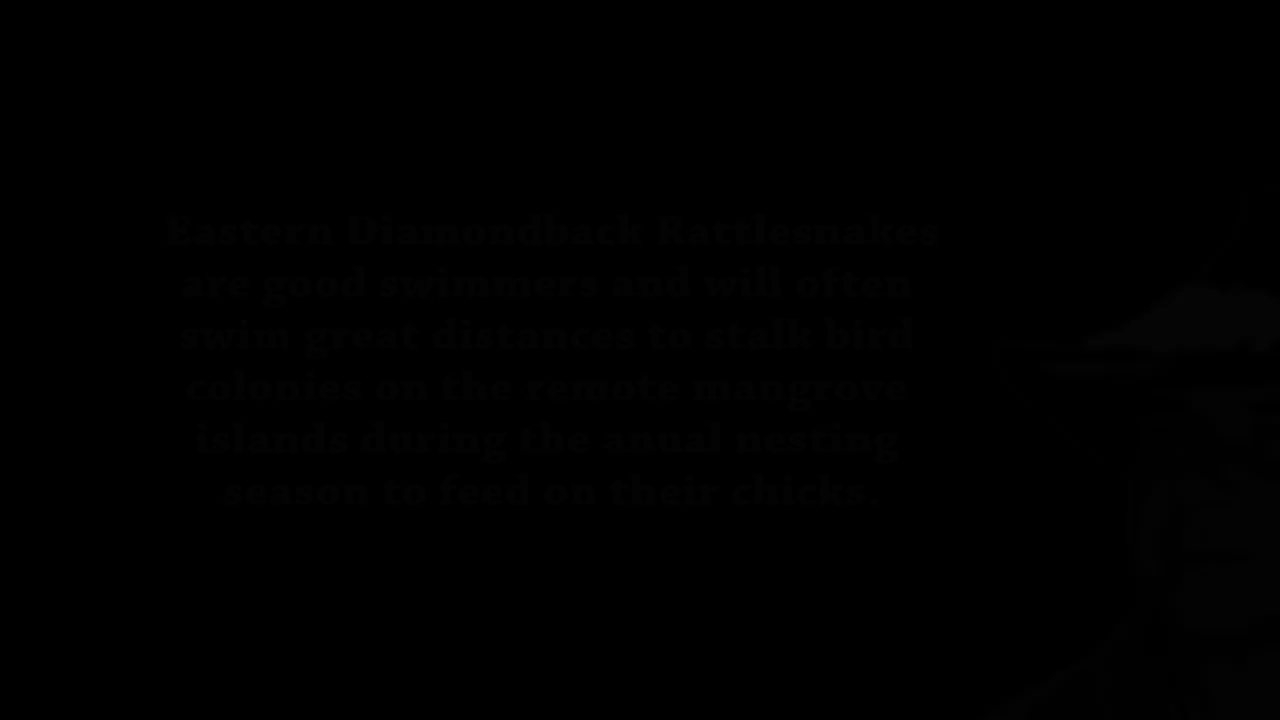 Eastern Diamondback Rattlesnakes
are good swimmers and will often
swim great distances to stalk bird
colonies on the remote mangrove
Islands during the anual nesting
season to feed on their chicks.